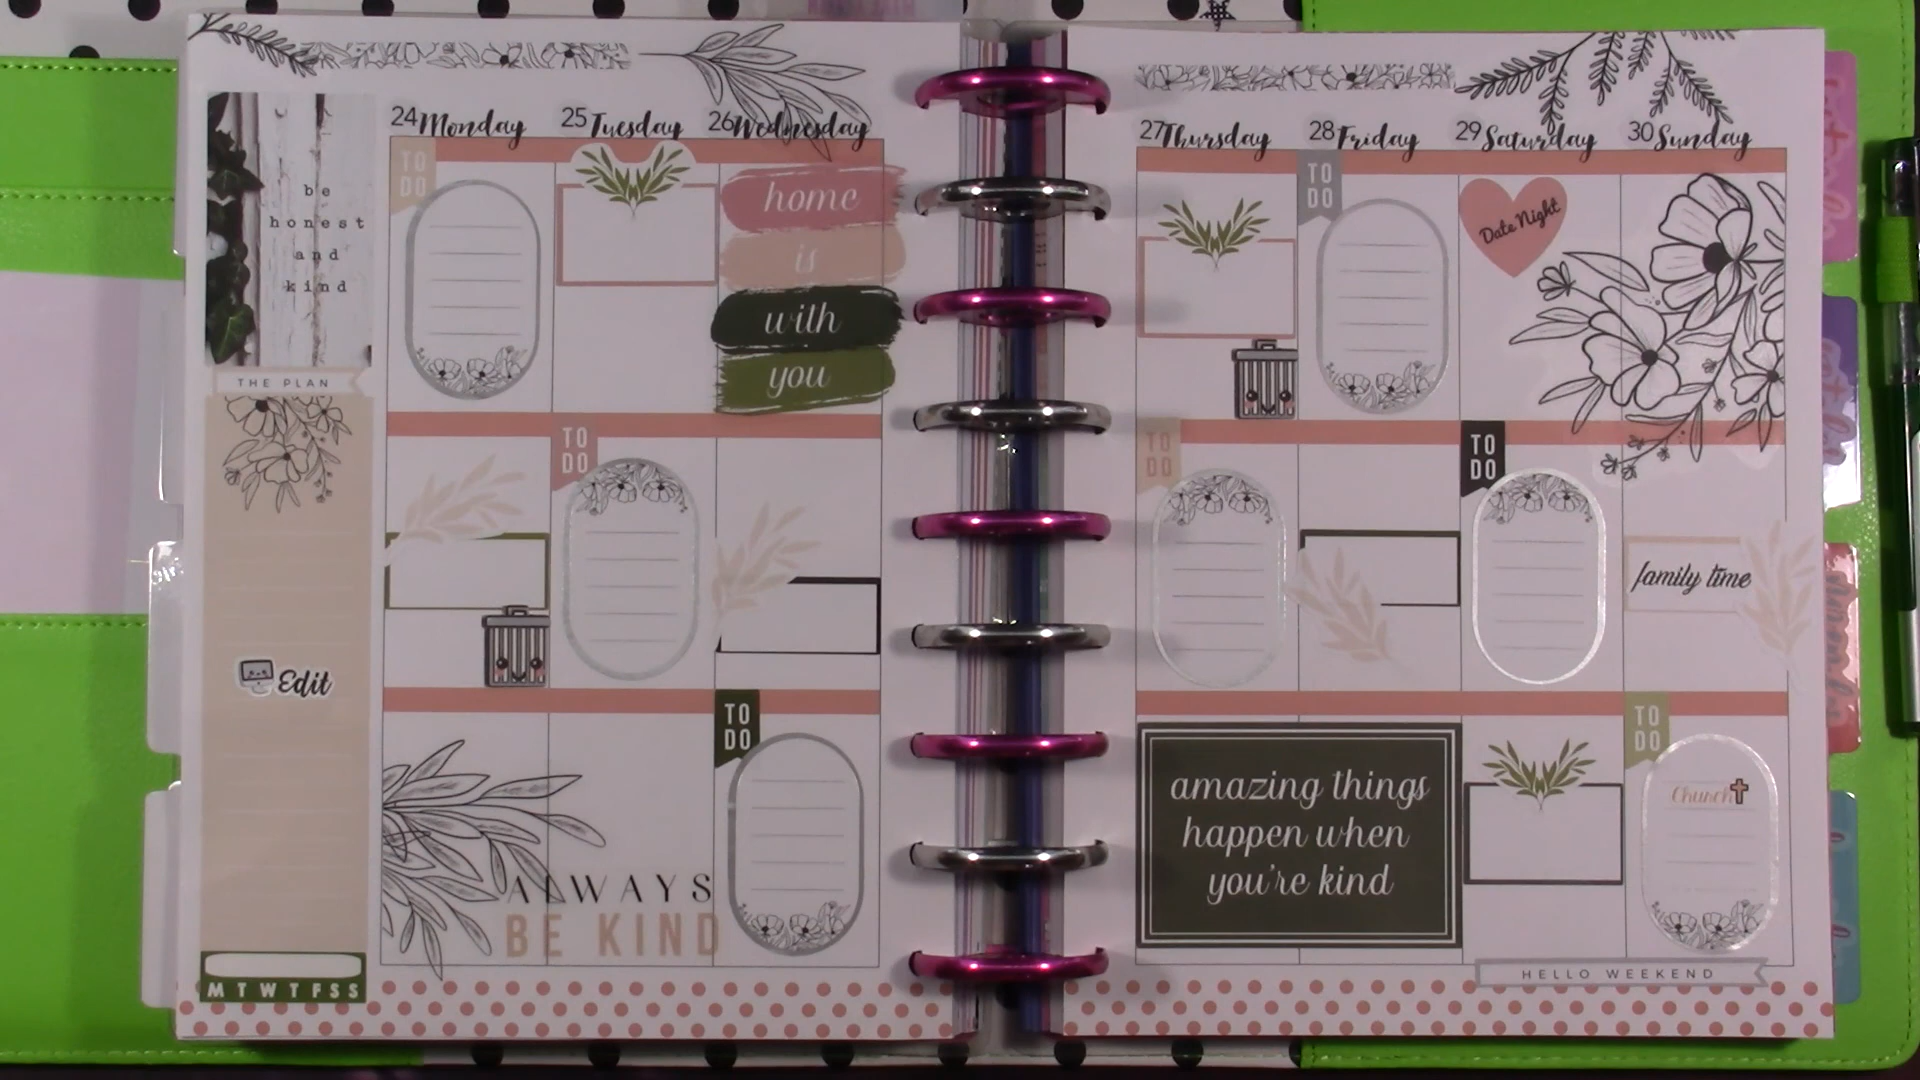 24 Monday
25 Tuesday
26 Wednesday
27 Thursday
28 Friday
29 Saturday
30 Sunday
be
honest
and
kind
THE PLAN
Edit
M T W T F S S
TO
DO
home
is
with
you
TO
DO
TO
DO
ALWAYS
BE KIND
TO
DO
Date Night
TO
DO
TO
DO
family time
amazing things
happen when
you're kind
TO
DO
Church
HELLO WEEKEND